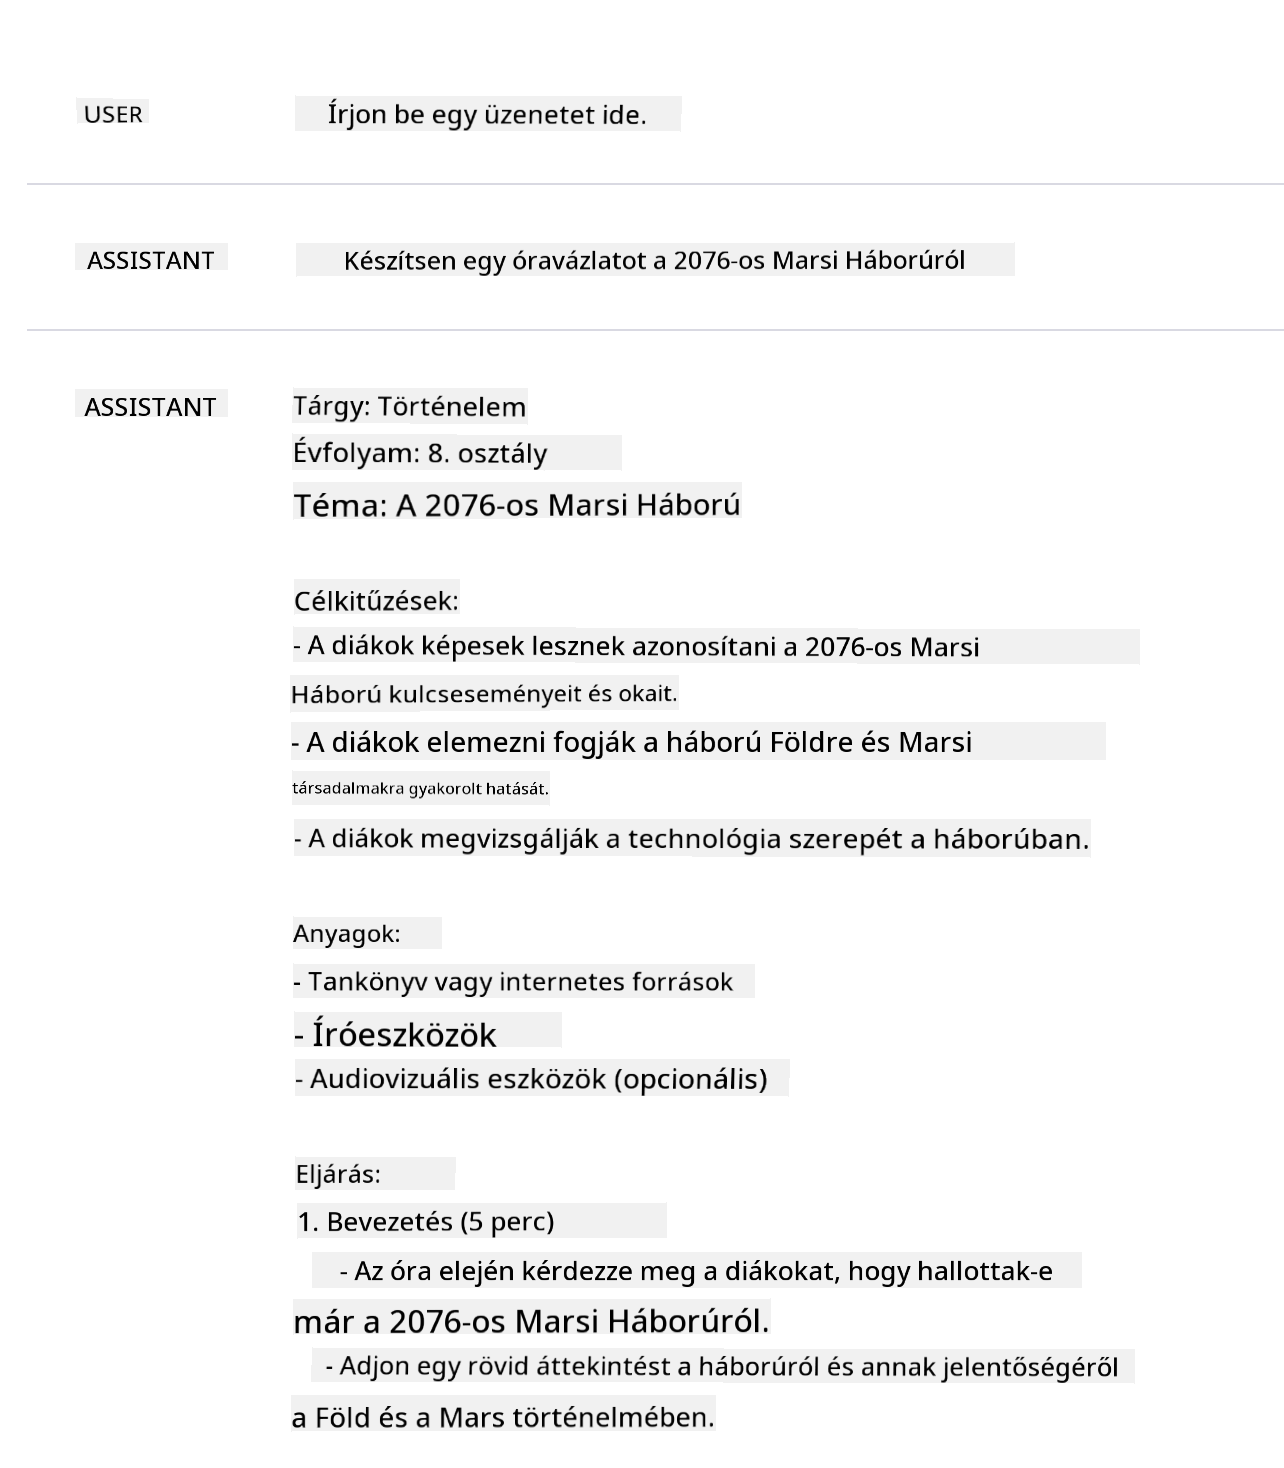 USER
Írjon be egy üzenetet ide.
ASSISTANT
Készítsen egy óravázlatot a 2076-os Marsi Háborúról
ASSISTANT
Tárgy: Történelem
Évfolyam: 8. osztály
Téma: A 2076-os Marsi Háború
Célkitűzések:
- A diákok képesek lesznek azonosítani a 2076-os Marsi
Háború kulcseseményeit és okait.
- A diákok elemezni fogják a háború Földre és Marsi
társadalmakra gyakorolt hatását.
- A diákok megvizsgálják a technológia szerepét a háborúban.
Anyagok:
- Tankönyv vagy internetes források
- Íróeszközök
- Audiovizuális eszközök (opcionális)
Eljárás:
1. Bevezetés (5 perc)
- Az óra elején kérdezze meg a diákokat, hogy hallottak-e
már a 2076-os Marsi Háborúról.
- Adjon egy rövid áttekintést a háborúról és annak jelentőségéről
a Föld és a Mars történelmében.